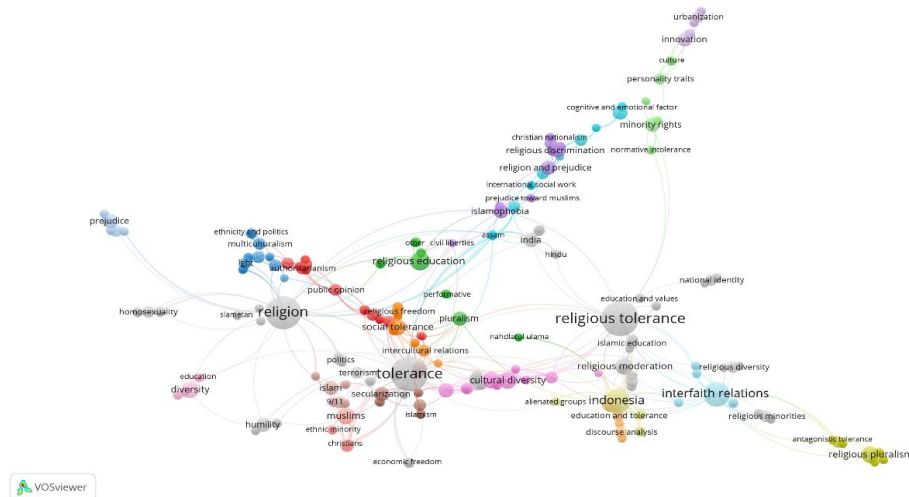 urbanization
innovation
culture
personality traits
cognitive and emotional factor
minority rights
christian nationalism
religious discrimination
normative intolerance
religion and prejudice
international social work
prejudice toward muslims
islamophobia
prejudice
ethnicity and politics
multiculturalism
other
civil liberties
assam
india
hindu
lgbt
authoritarianism
religious education
national identity
public opinion
performative
education and values
homosexuality
slametan
religion
religious freedom
social tolerance
pluralism
religious tolerance
nahdlatul ulama
islamic education
intercultural relations
politics
terrorism
tolerance
religious moderation
religious diversity
education
diversity
islam
secularization
cultural diversity
9/11
alienated groups
indonesia
interfaith relations
muslims
islamism
education and tolerance
religious minorities
humility
ethnic minority
discourse analysis
christians
antagonistic tolerance
religious pluralism
economic freedom
VOSviewer